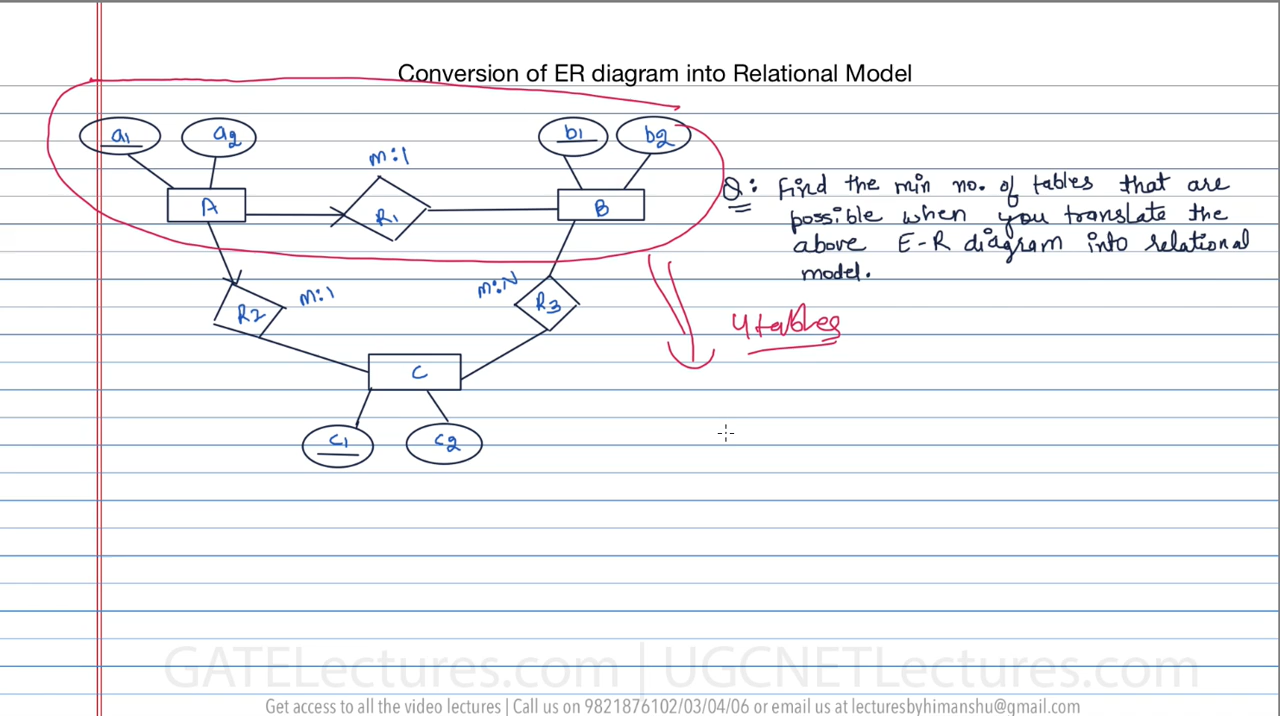 Conversion of ER diagram into Relational Model
a1
a2
b1
b2
m:1
A
R1
B
Q: Find the min no. of tables that are
possible when you translate the
above E-R diagram into relational
model.
R2
m:1
m:N
R3
4 tables
C
c1
c2
GATELectures.com | UGCNETLectures.com
Get access to all the video lectures | Call us on 9821876102/03/04/06 or email us at lecturesbyhimanshu@gmail.com